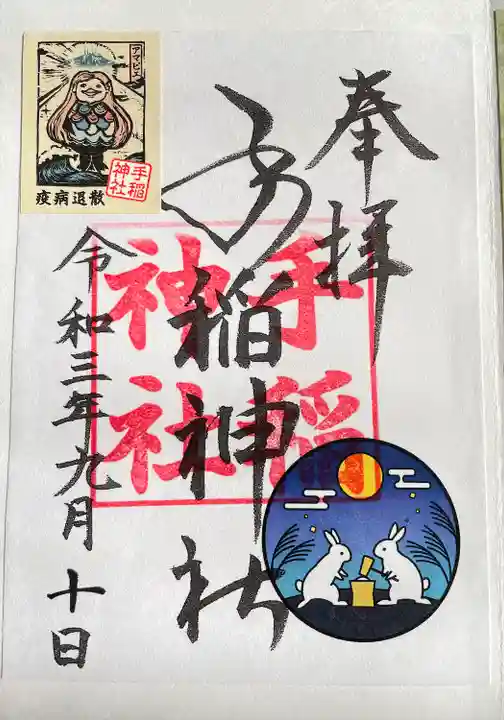 奉拝
手稲神社
手稲
神社
令和三年九月十日
アマビエ
疫病退散
手稲
神社